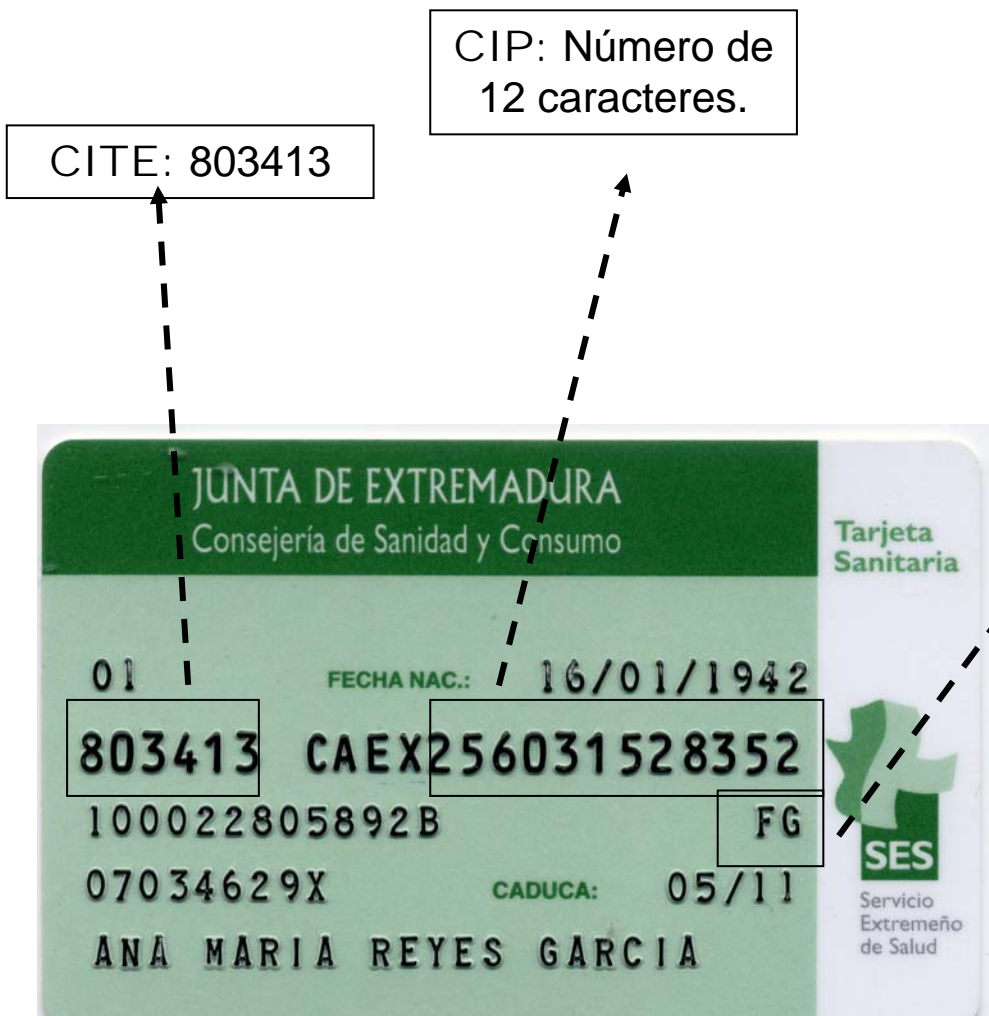 CIP: Número de
12 caracteres.
CITE: 803413
JUNTA DE EXTREMADURA
Consejería de Sanidad y Consumo
Tarjeta
Sanitaria
01 FECHA NAC.: 16/01/1942
803413 CAEX256031528352
100022805892B FG
07034629X CADUCA: 05/11
ANA MARIA REYES GARCIA
SES
Servicio
Extremeño
de Salud